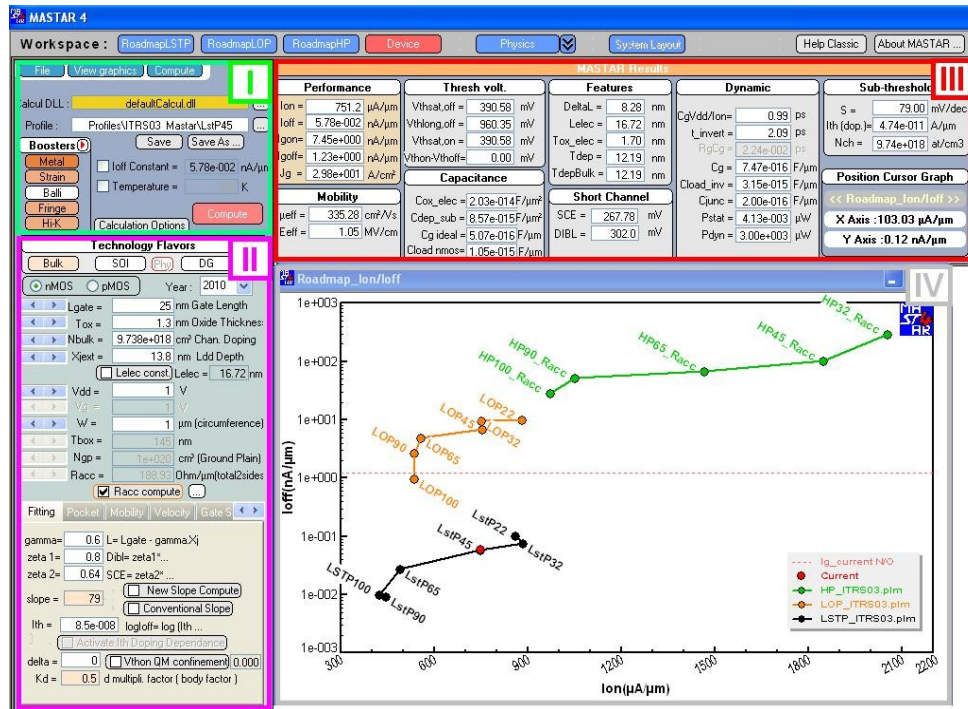 MASTAR 4
Workspace : RoadmapLSTP RoadmapLOP RoadmapHP Device Physics System Layout Help Classic About MASTAR ...
File View graphics Compute
I
Calcul DLL : defaultCalcul.dll ...
Profile : Profiles\ITRS03_Mastar\LstP45 ...
Boosters Save Save As ...
Metal
Strain
Balli
Fringe
Hi-K
Ioff Constant = 5.78e-002 nA/µm
Temperature = K
Compute
Calculation Options
MASTAR Results
III
Performance
Ion = 751.2 µA/µm
Ioff = 5.78e-002 nA/µm
Igon= 7.45e+000 nA/µm
Igoff= 1.23e+000 nA/µm
Jg = 2.98e+001 A/cm²
Mobility
µeff = 335.28 cm²/Vs
Eeff = 1.05 MV/cm
Thresh volt.
Vthsat,off = 390.58 mV
Vthlong,off = 960.35 mV
Vthsat,on = 390.58 mV
Vthon-Vthoff= 0.00 mV
Capacitance
Cox_elec = 2.03e-014 F/µm²
Cdep_sub = 8.57e-015 F/µm²
Cg ideal = 5.07e-016 F/µm
Cload nmos= 1.05e-015 F/µm
Features
DeltaL = 8.28 nm
Lelec = 16.72 nm
Tox_elec = 1.70 nm
Tdep = 12.19 nm
TdepBulk = 12.19 nm
Short Channel
SCE = 267.78 mV
DIBL = 302.0 mV
Dynamic
CgVdd/Ion= 0.99 ps
t_invert = 2.09 ps
RgCg = 2.24e-002 ps
Cg = 7.47e-016 F/µm
Cload_inv = 3.15e-015 F/µm
Cjunc = 2.00e-016 F/µm
Pstat = 4.13e-003 µW
Pdyn = 3.00e+003 µW
Sub-threshold
S = 79.00 mV/dec
Ith (dop.)= 4.74e-011 A/µm
Nch = 9.74e+018 at/cm3
Position Cursor Graph
<< Roadmap_Ion/Ioff >>
X Axis :103.03 µA/µm
Y Axis :0.12 nA/µm
Technology Flavors
II
Bulk SOI Phy DG
nMOS pMOS Year : 2010
Lgate = 25 nm Gate Length
Tox = 1.3 nm Oxide Thicknes:
Nbulk = 9.738e+018 cm³ Chan. Doping
Xjext = 13.8 nm Ldd Depth
Lelec const. Lelec = 16.72 nm
Vdd = 1 V
Vg = 1 V
W = 1 µm (circumference)
Tbox = 145 nm
Ngp = 1e+020 cm³ (Ground Plain)
Racc = 188.93 Ohm/µm(total2sides
Racc compute ...
Fitting Pocket Mobility Velocity Gate S
gamma= 0.6 L= Lgate - gamma.Xj
zeta 1= 0.8 Dibl= zeta1*...
zeta 2= 0.64 SCE= zeta2*...
New Slope Compute
slope = 79
Conventional Slope
Ith = 8.5e-008 logIoff= log (Ith ...
Activate Ith Doping Dependance
delta = 0 Vthon QM confinement 0.000
Kd = 0.5 d multipli. factor ( body factor )
Roadmap_Ion/Ioff
IV
MASTAR
Ioff(nA/µm)
1e+003
1e+002
1e+001
1e+000
1e-001
1e-002
1e-003
HP100_Racc
HP90_Racc
HP65_Racc
HP45_Racc
HP32_Racc
LOP100
LOP90
LOP65
LOP45
LOP32
LOP22
LSTP100
LstP90
LstP65
LstP45
LstP32
LstP22
Ig_current N/O
Current
HP_ITRS03.plm
LOP_ITRS03.plm
LSTP_ITRS03.plm
300 600 900 1200 1500 1800 2100 2200
Ion(µA/µm)